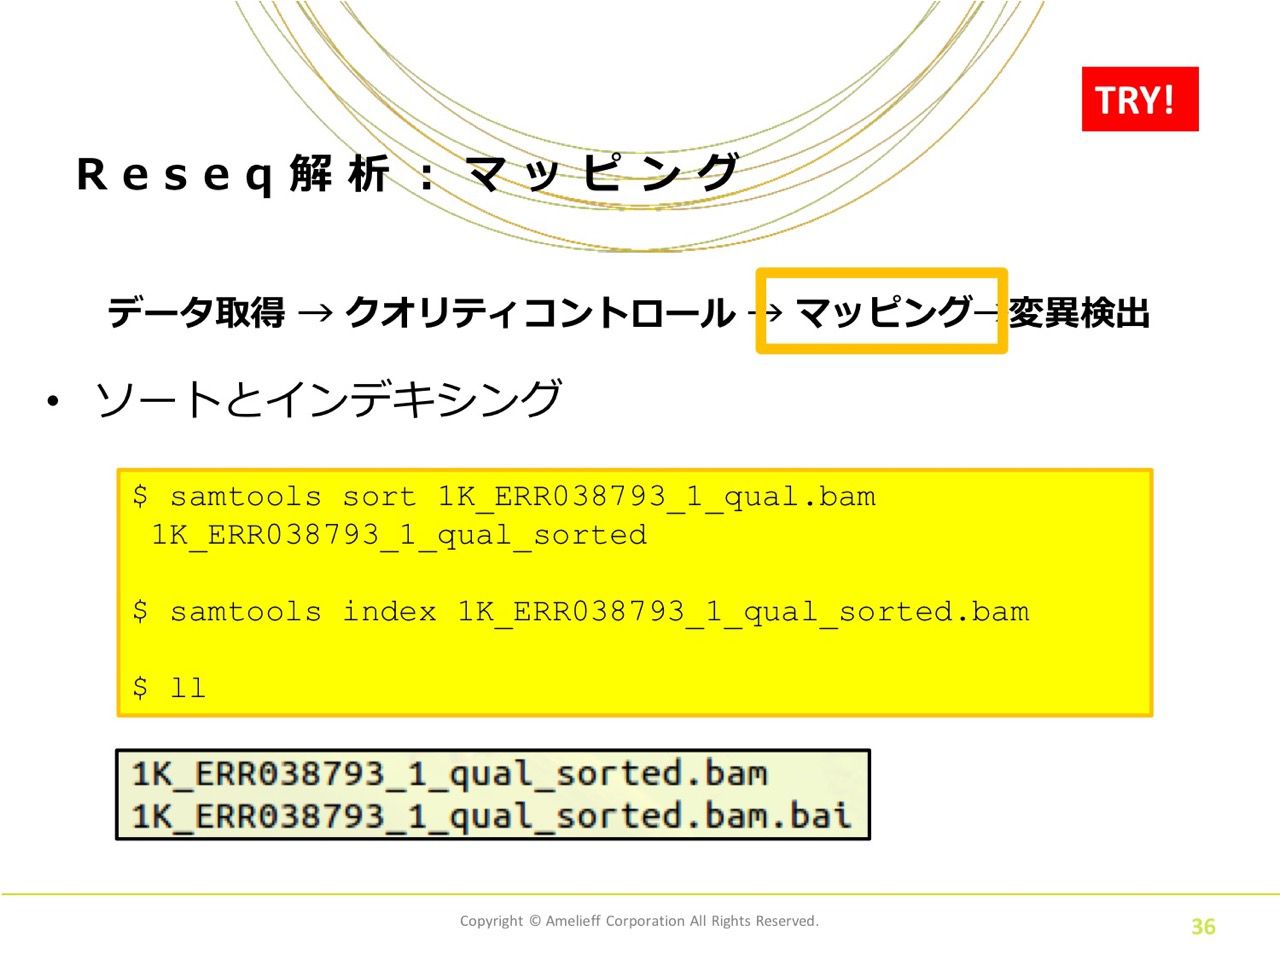 TRY!
Reseq解析：マッピング
データ取得 → クオリティコントロール → マッピング→変異検出
• ソートとインデキシング
$ samtools sort 1K_ERR038793_1_qual.bam
1K_ERR038793_1_qual_sorted
$ samtools index 1K_ERR038793_1_qual_sorted.bam
$ ll
1K_ERR038793_1_qual_sorted.bam
1K_ERR038793_1_qual_sorted.bam.bai
Copyright © Amelieff Corporation All Rights Reserved.
36